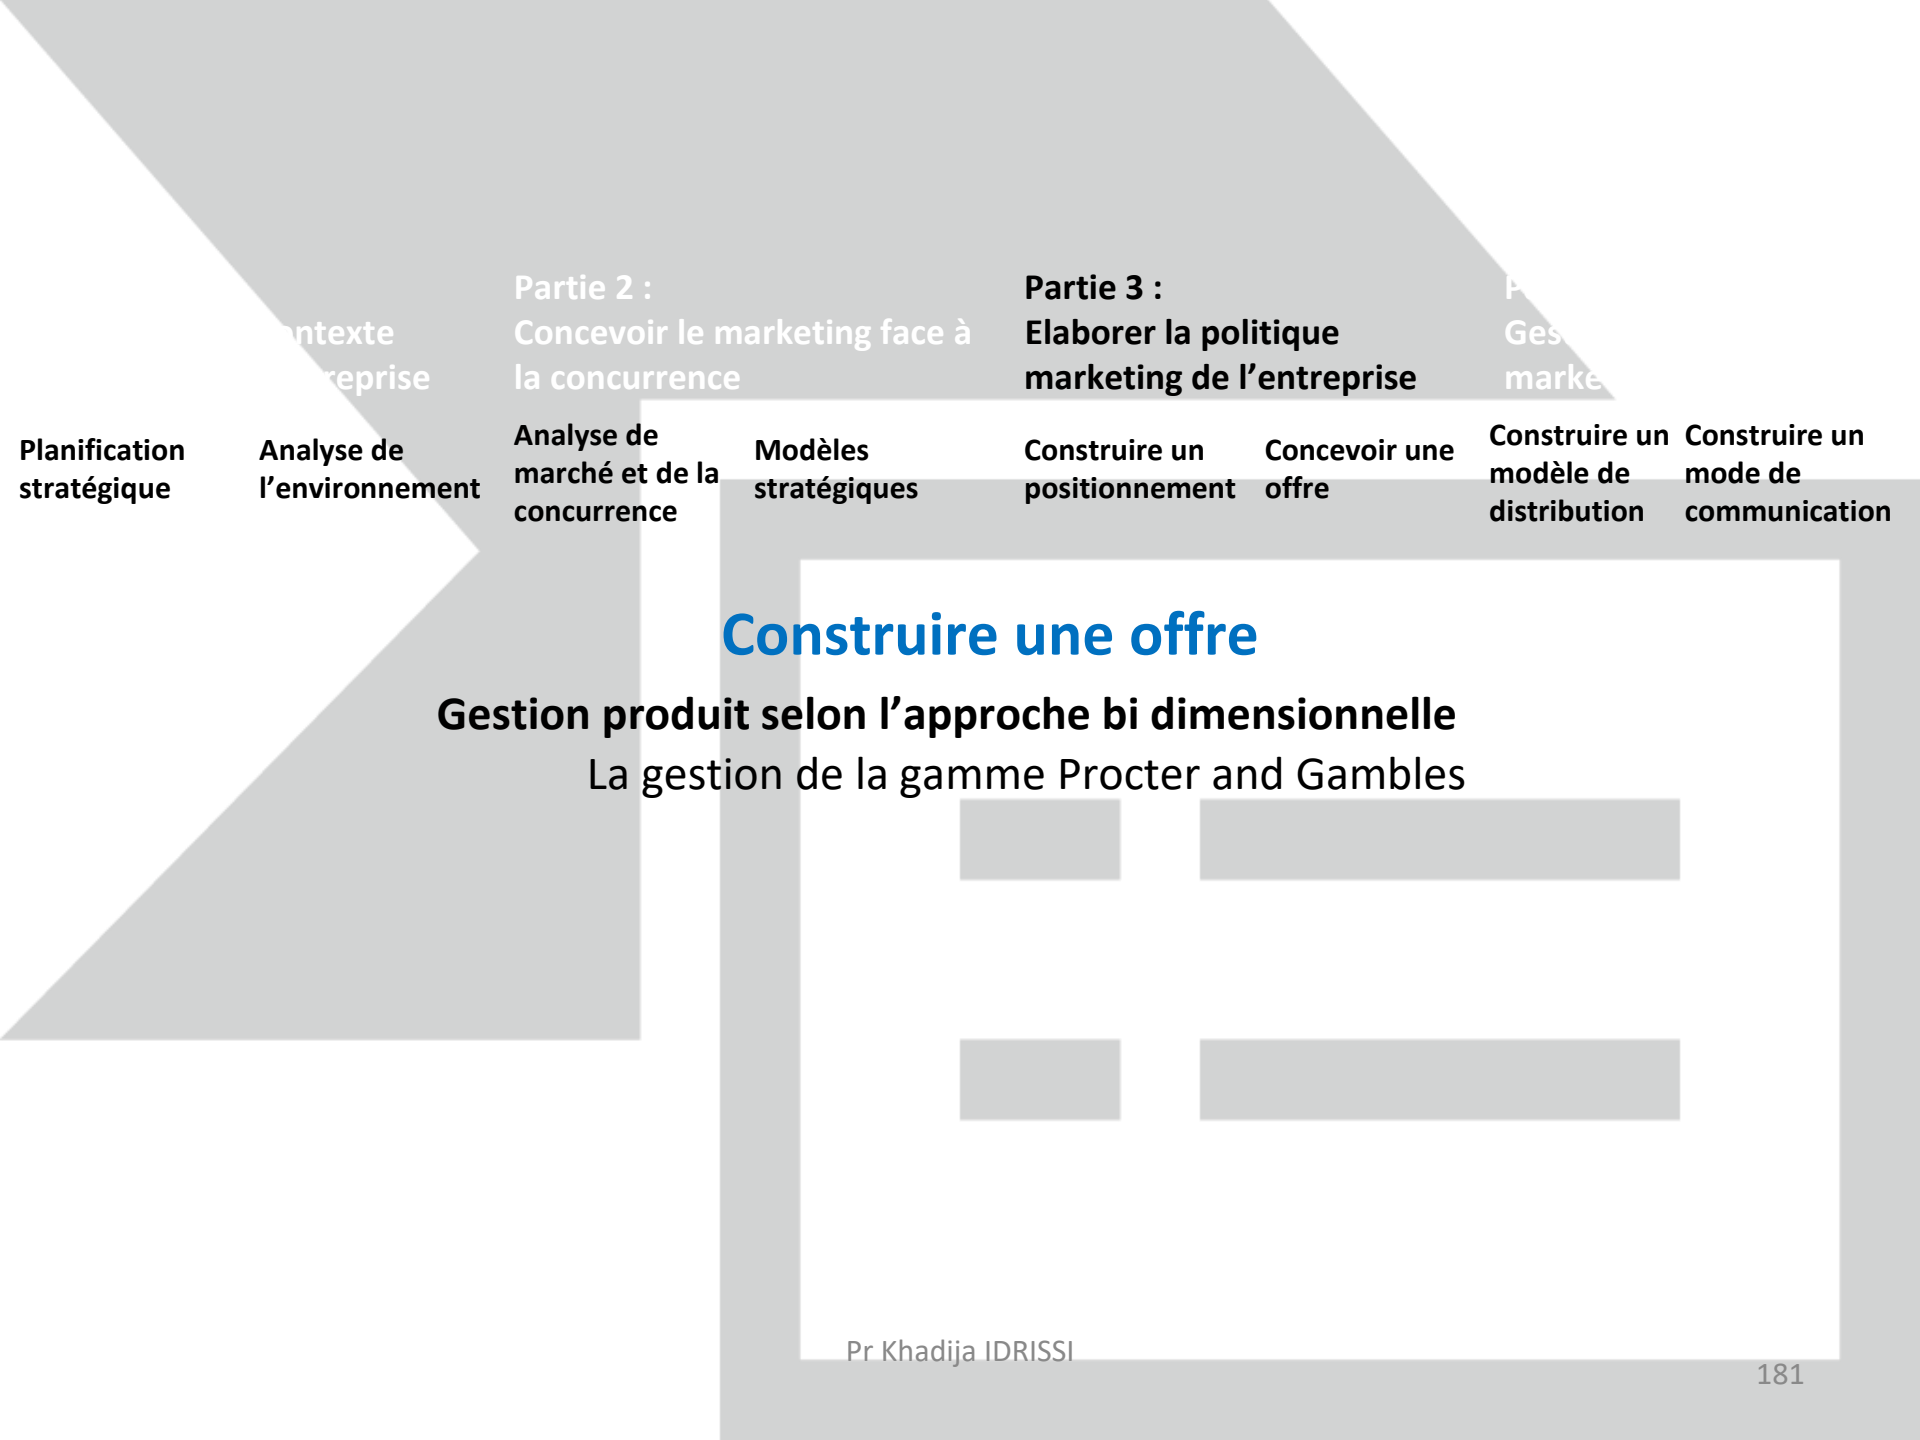 Partie 2 :
Concevoir le marketing face à
la concurrence
Partie 3 :
Elaborer la politique
marketing de l’entreprise
Planification
stratégique
Analyse de
l’environnement
Analyse de
marché et de la
concurrence
Modèles
stratégiques
Construire un
positionnement
Concevoir une
offre
Construire un
modèle de
distribution
Construire un
mode de
communication
Construire une offre
Gestion produit selon l’approche bi dimensionnelle
La gestion de la gamme Procter and Gambles
Pr Khadija IDRISSI
181